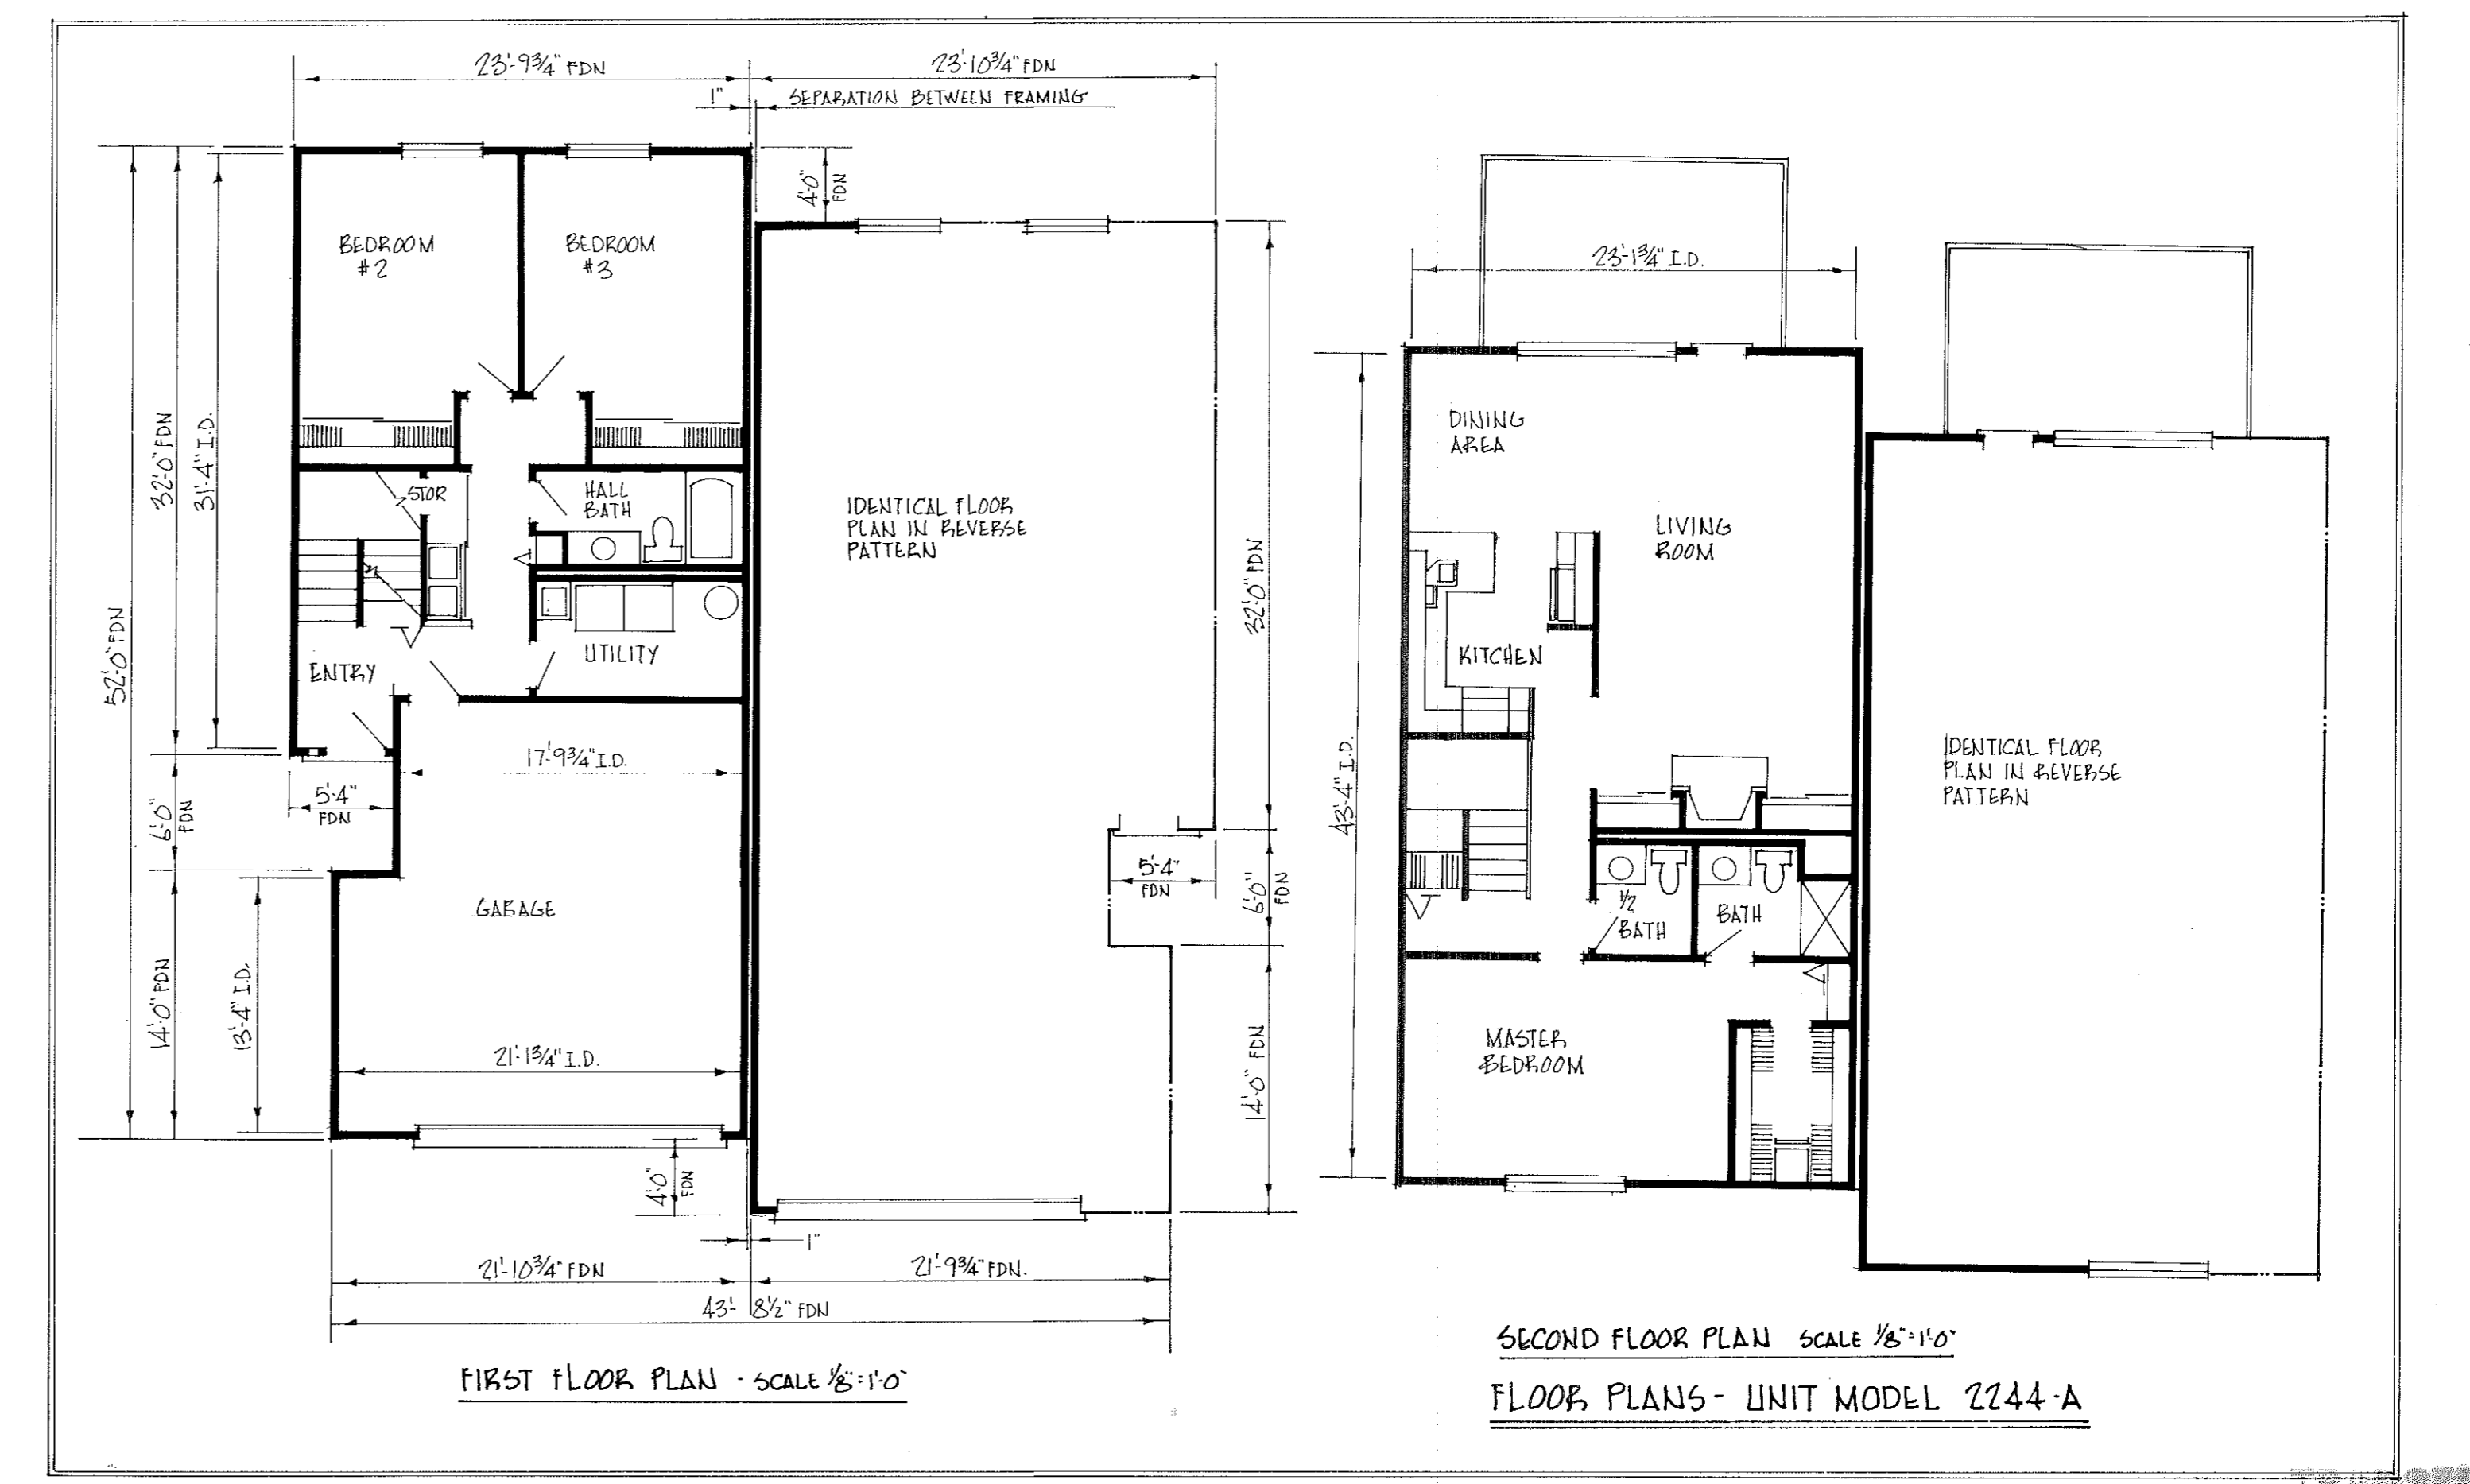 23'-9¾" FDN
23'-10¾" FDN
1"
SEPARATION BETWEEN FRAMING
4'-0"
FDN
BEDROOM
#2
BEDROOM
#3
52'-0" FDN
32'-0" FDN
31'-4" I.D.
STOR
HALL
BATH
UTILITY
ENTRY
IDENTICAL FLOOR
PLAN IN REVERSE
PATTERN
32'-0" FDN
17'-9¾" I.D.
5'-4"
FDN
6'-0"
FDN
5'-4"
FDN
6'-0"
FDN
GARAGE
14'-0" FDN
13'-4" I.D.
21'-1¾" I.D.
14'-0" FDN
4'-0"
FDN
1"
21'-10¾" FDN
21'-9¾" FDN.
43'-8½" FDN
FIRST FLOOR PLAN - SCALE ⅛"=1'-0"
23'-1¾" I.D.
DINING
AREA
LIVING
ROOM
KITCHEN
43'-4" I.D.
½
BATH
BATH
MASTER
BEDROOM
IDENTICAL FLOOR
PLAN IN REVERSE
PATTERN
SECOND FLOOR PLAN SCALE ⅛"=1'-0"
FLOOR PLANS - UNIT MODEL 2244-A